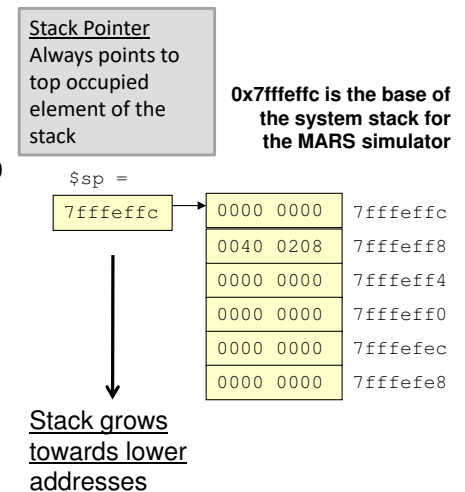 Stack Pointer
Always points to
top occupied
element of the
stack
0x7fffeffc is the base of
the system stack for
the MARS simulator
$sp =
7fffeffc
0000 0000 7fffeffc
0040 0208 7fffeff8
0000 0000 7fffeff4
0000 0000 7fffeff0
0000 0000 7fffefec
0000 0000 7fffefe8
Stack grows
towards lower
addresses